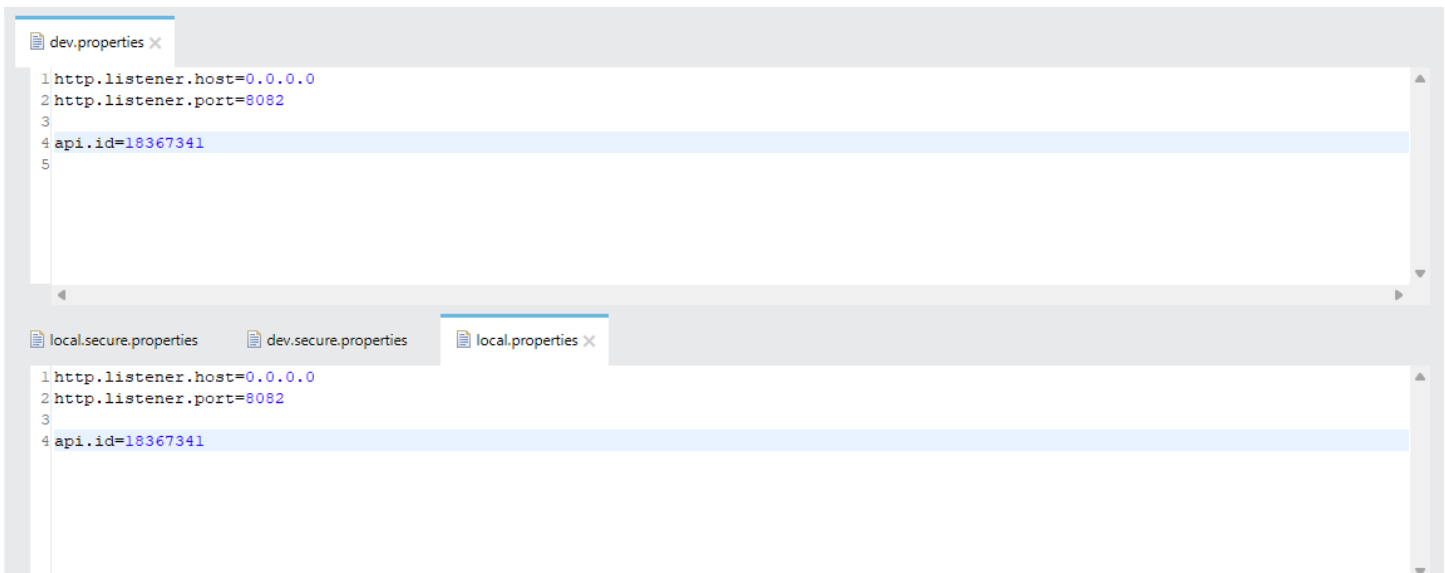 dev.properties
1 http.listener.host=0.0.0.0
2 http.listener.port=8082
3
4 api.id=18367341
5
local.secure.properties dev.secure.properties local.properties
1 http.listener.host=0.0.0.0
2 http.listener.port=8082
3
4 api.id=18367341